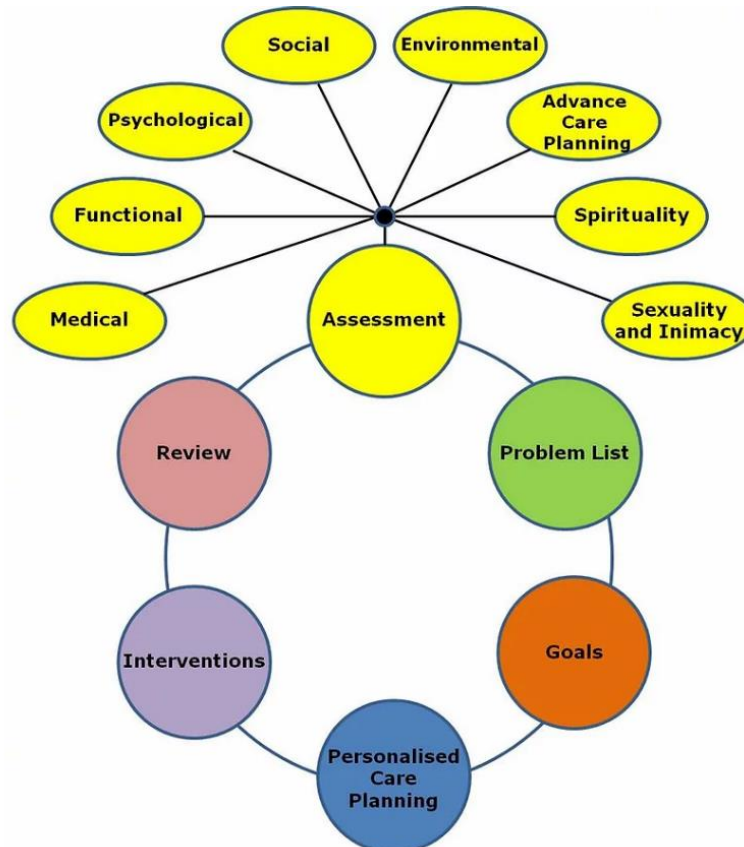 Social
Environmental
Psychological
Advance
Care
Planning
Functional
Spirituality
Medical
Assessment
Sexuality
and Inimacy
Review
Problem List
Interventions
Goals
Personalised
Care
Planning